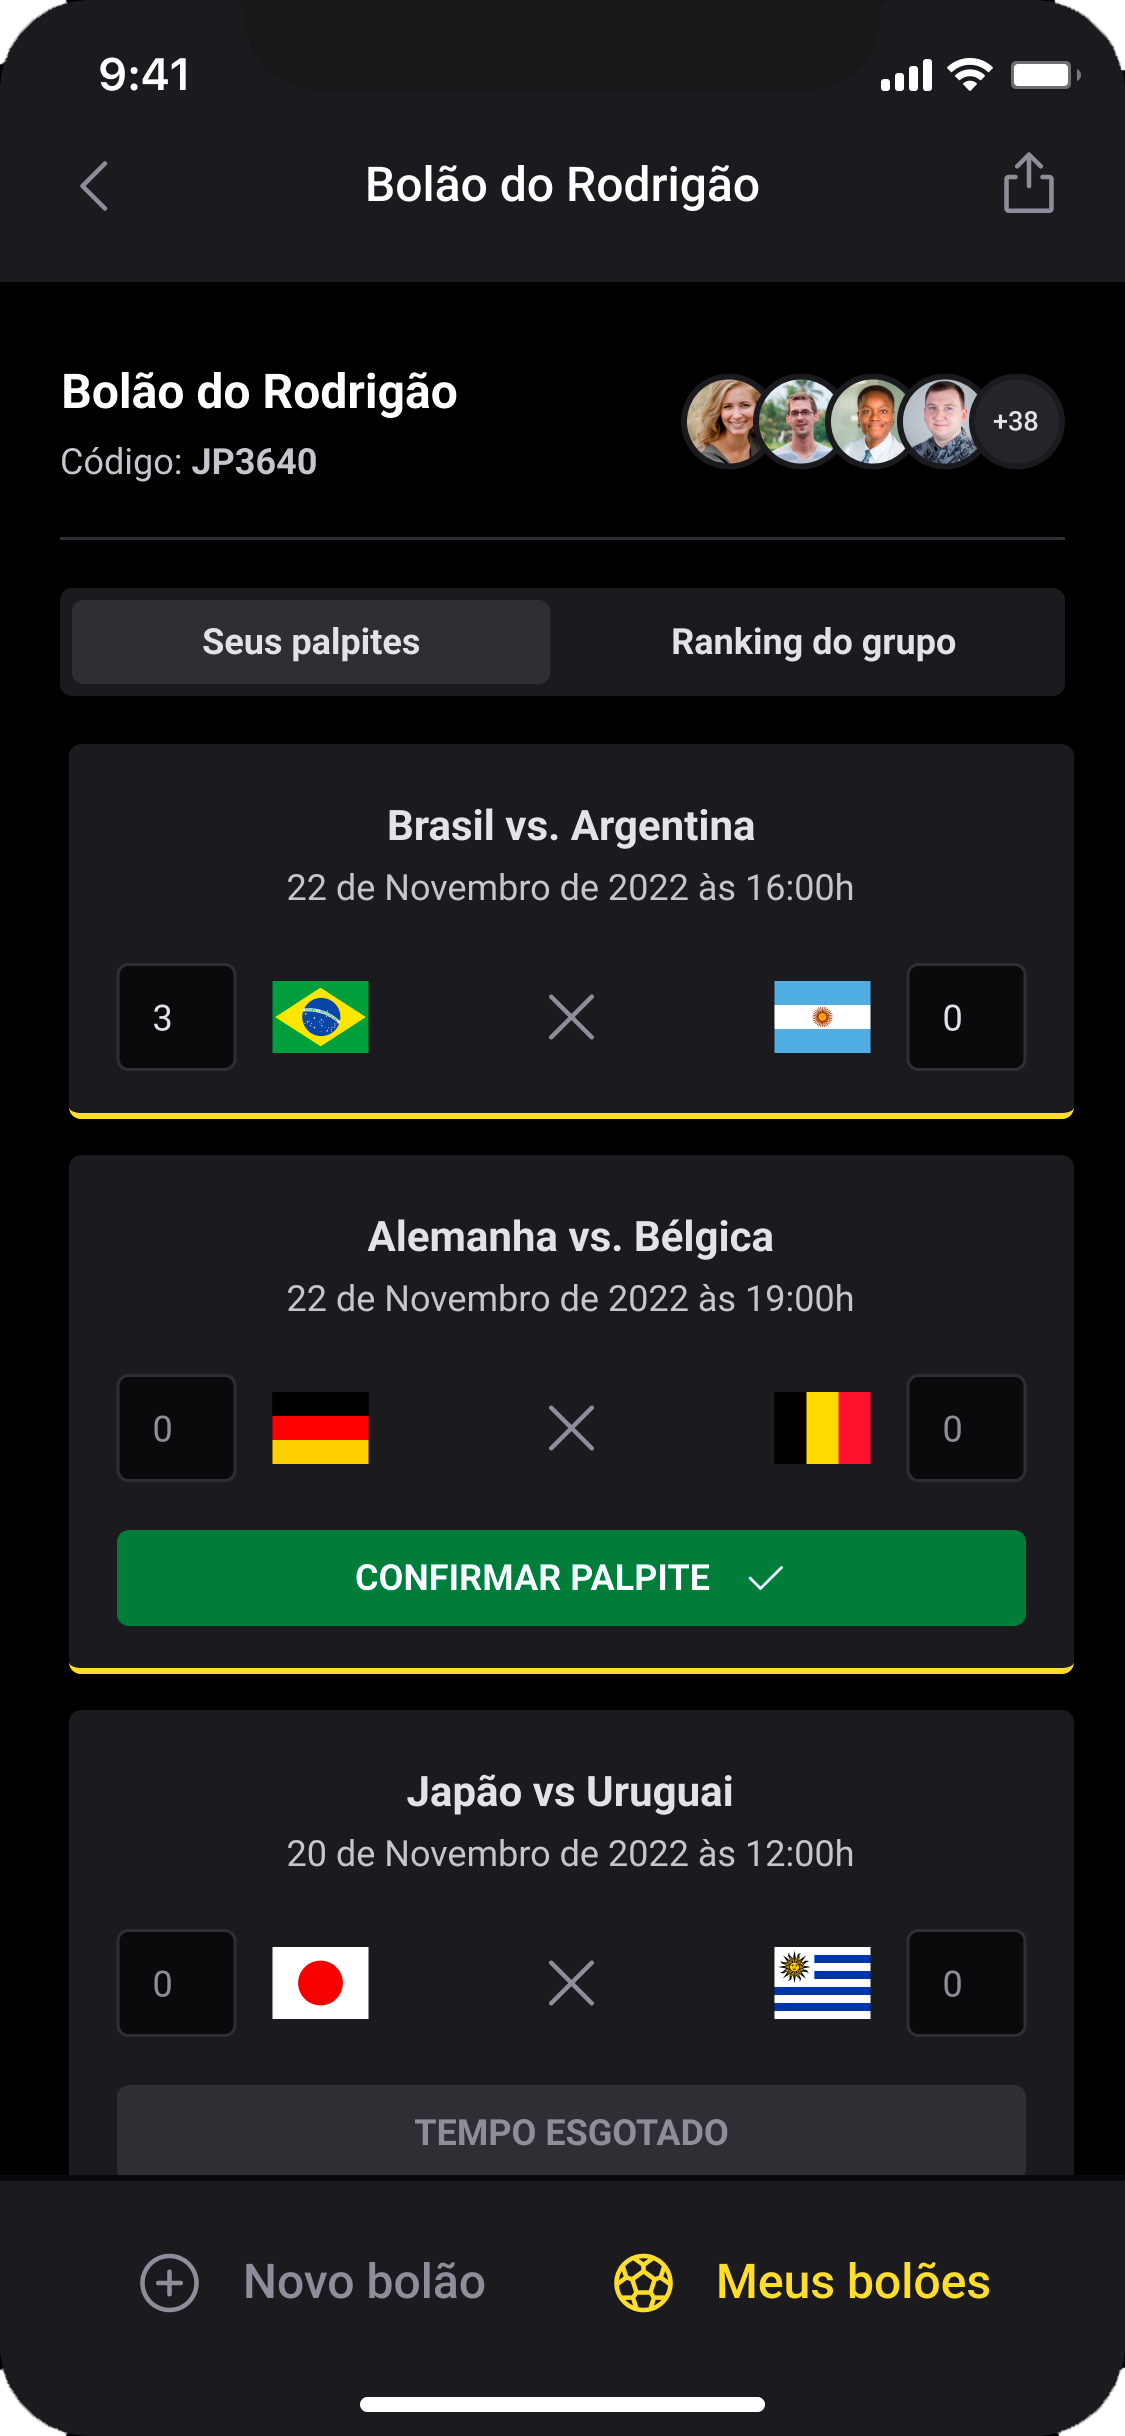 9:41
Bolão do Rodrigão
Bolão do Rodrigão
Código: JP3640
+38
Seus palpites
Ranking do grupo
Brasil vs. Argentina
22 de Novembro de 2022 às 16:00h
3
0
Alemanha vs. Bélgica
22 de Novembro de 2022 às 19:00h
0
0
CONFIRMAR PALPITE
Japão vs Uruguai
20 de Novembro de 2022 às 12:00h
0
0
TEMPO ESGOTADO
Novo bolão
Meus bolões